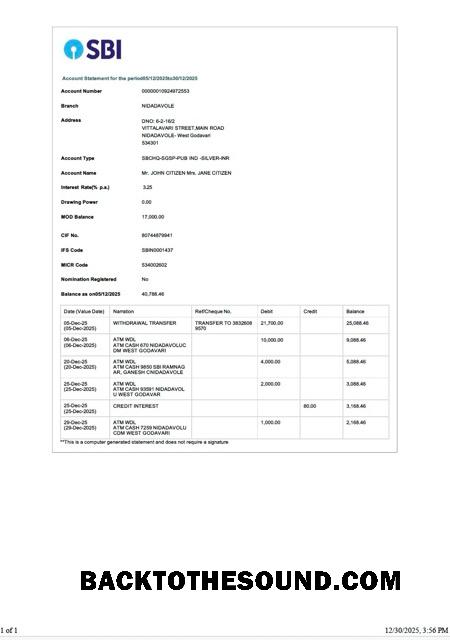 SBI
Account Statement for the period05/12/2025to30/12/2025
Account Number 00000010924972553
Branch NIDADAVOLE
Address DNO: 6-2-16/2
VITTALAVARI STREET,MAIN ROAD
NIDADAVOLE- West Godavari
534301
Account Type SBCHQ-SGSP-PUB IND -SILVER-INR
Account Name Mr. JOHN CITIZEN Mrs. JANE CITIZEN
Interest Rate(% p.a.) 3.25
Drawing Power 0.00
MOD Balance 17,000.00
CIF No. 80744879941
IFS Code SBIN0001437
MICR Code 534002602
Nomination Registered No
Balance as on05/12/2025 40,788.46
Date (Value Date) Narration Ref/Cheque No. Debit Credit Balance
05-Dec-25 WITHDRAWAL TRANSFER TRANSFER TO 3832608 21,700.00 25,088.46
(05-Dec-2025) 9570
06-Dec-25 ATM WDL 10,000.00 9,088.46
(06-Dec-2025) ATM CASH 670 NIDADAVOLUC
DM WEST GODAVARI
20-Dec-25 ATM WDL 4,000.00 5,088.46
(20-Dec-2025) ATM CASH 9850 SBI RAMNAG
AR, GANESH CNIDADAVOLE
25-Dec-25 ATM WDL 2,000.00 3,088.46
(25-Dec-2025) ATM CASH 93591 NIDADAVOL
U WEST GODAVAR
25-Dec-25 CREDIT INTEREST 80.00 3,168.46
(25-Dec-2025)
29-Dec-25 ATM WDL 1,000.00 2,168.46
(29-Dec-2025) ATM CASH 7259 NIDADAVOLU
CDM WEST GODAVARI
**This is a computer generated statement and does not require a signature
BACKTOTHESOUND.COM
1 of 1 12/30/2025, 3:56 PM